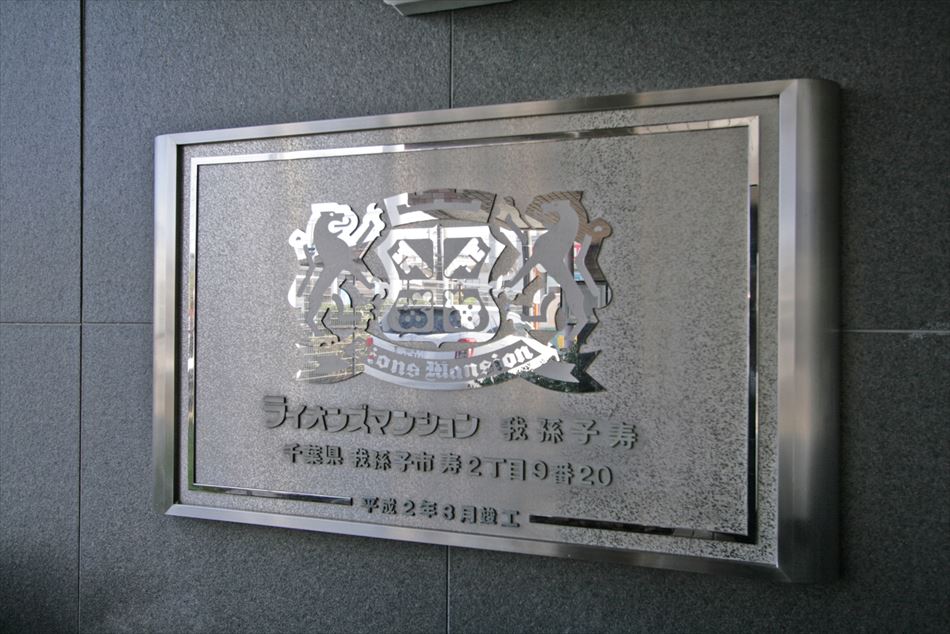 Lions Mansion
ライオンズマンション 我孫子寿
千葉県 我孫子市 寿2丁目9番20
平成2年3月竣工